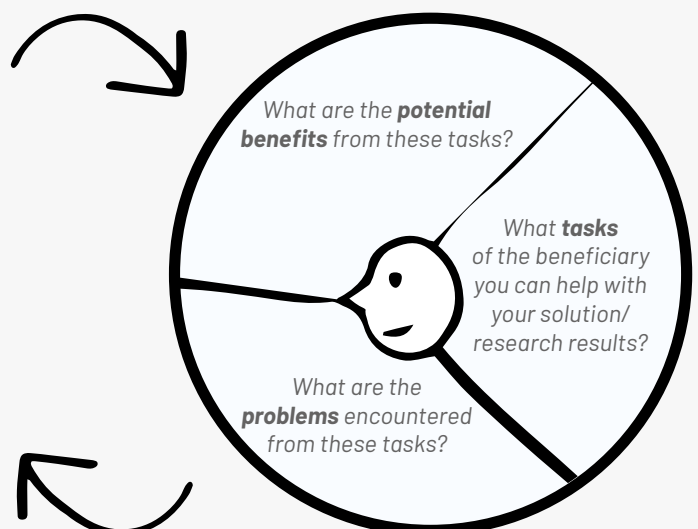 What are the potential
benefits from these tasks?
What tasks
of the beneficiary
you can help with
your solution/
research results?
What are the
problems encountered
from these tasks?